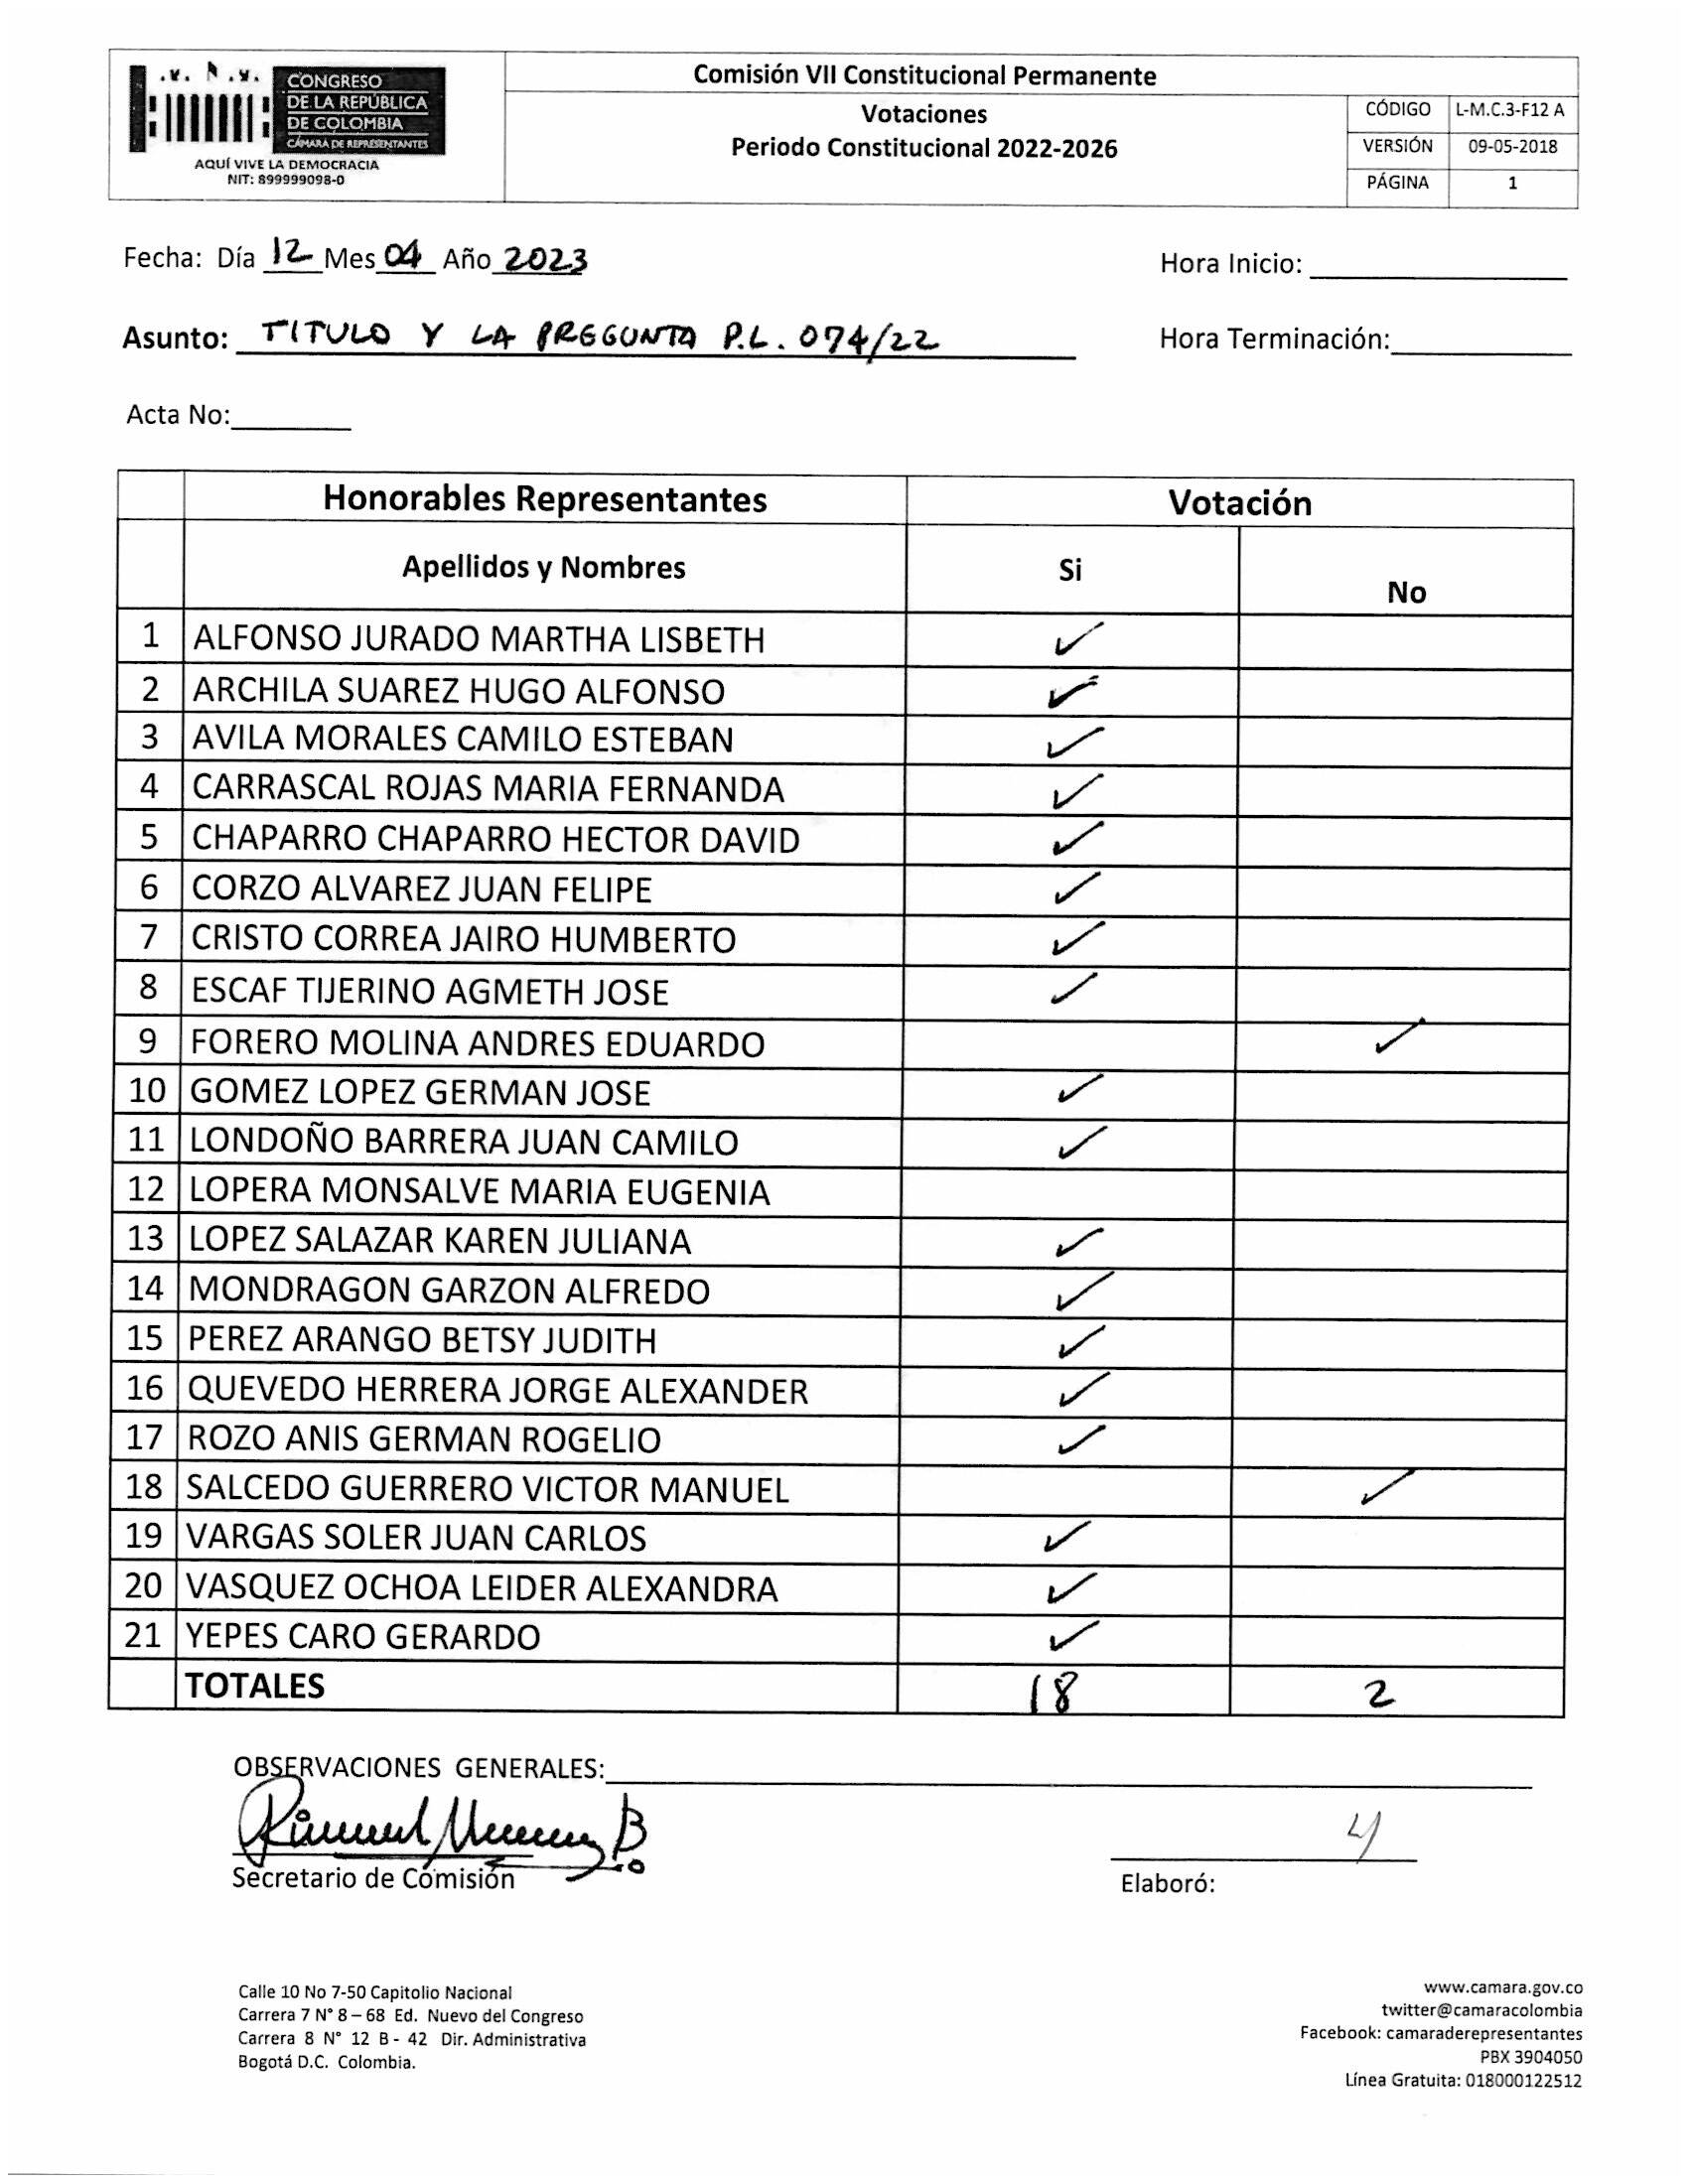 CONGRESO
DE LA REPÚBLICA
DE COLOMBIA
CÁMARA DE REPRESENTANTES
AQUÍ VIVE LA DEMOCRACIA
NIT: 899999098-0
Comisión VII Constitucional Permanente
Votaciones
Periodo Constitucional 2022-2026
CÓDIGO L-M.C.3-F12 A
VERSIÓN 09-05-2018
PÁGINA 1
Fecha: Día 12 Mes 04 Año 2023 Hora Inicio:
Asunto: TITULO Y LA PREGUNTA P.L. 074/22 Hora Terminación:
Acta No:
Honorables Representantes Votación
Apellidos y Nombres Si No
1 ALFONSO JURADO MARTHA LISBETH ✓
2 ARCHILA SUAREZ HUGO ALFONSO ✓
3 AVILA MORALES CAMILO ESTEBAN ✓
4 CARRASCAL ROJAS MARIA FERNANDA ✓
5 CHAPARRO CHAPARRO HECTOR DAVID ✓
6 CORZO ALVAREZ JUAN FELIPE ✓
7 CRISTO CORREA JAIRO HUMBERTO ✓
8 ESCAF TIJERINO AGMETH JOSE ✓
9 FORERO MOLINA ANDRES EDUARDO ✓
10 GOMEZ LOPEZ GERMAN JOSE ✓
11 LONDOÑO BARRERA JUAN CAMILO ✓
12 LOPERA MONSALVE MARIA EUGENIA
13 LOPEZ SALAZAR KAREN JULIANA ✓
14 MONDRAGON GARZON ALFREDO ✓
15 PEREZ ARANGO BETSY JUDITH ✓
16 QUEVEDO HERRERA JORGE ALEXANDER ✓
17 ROZO ANIS GERMAN ROGELIO ✓
18 SALCEDO GUERRERO VICTOR MANUEL ✓
19 VARGAS SOLER JUAN CARLOS ✓
20 VASQUEZ OCHOA LEIDER ALEXANDRA ✓
21 YEPES CARO GERARDO ✓
TOTALES 18 2
OBSERVACIONES GENERALES:
Secretario de Comisión
Elaboró:
Calle 10 No 7-50 Capitolio Nacional
Carrera 7 N° 8 – 68 Ed. Nuevo del Congreso
Carrera 8 N° 12 B - 42 Dir. Administrativa
Bogotá D.C. Colombia.
www.camara.gov.co
twitter@camaracolombia
Facebook: camaraderepresentantes
PBX 3904050
Línea Gratuita: 018000122512